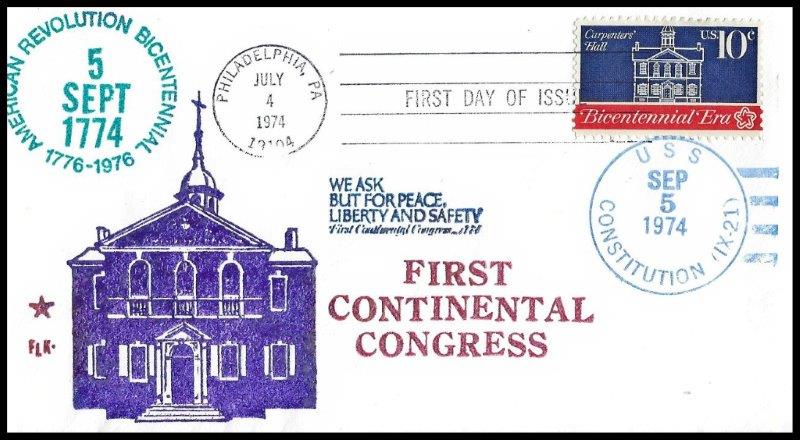 AMERICAN REVOLUTION BICENTENNIAL
1776-1976
5
SEPT
1774
PHILADELPHIA, PA
JULY
4
1974
19104
FIRST DAY OF ISSU
Carpenters'
Hall
U.S. 10c
Bicentennial Era
USS
SEP
5
1974
CONSTITUTION (IX-21)
WE ASK
BUT FOR PEACE,
LIBERTY AND SAFETY
First Continental Congress
FIRST
CONTINENTAL
CONGRESS
FLK.